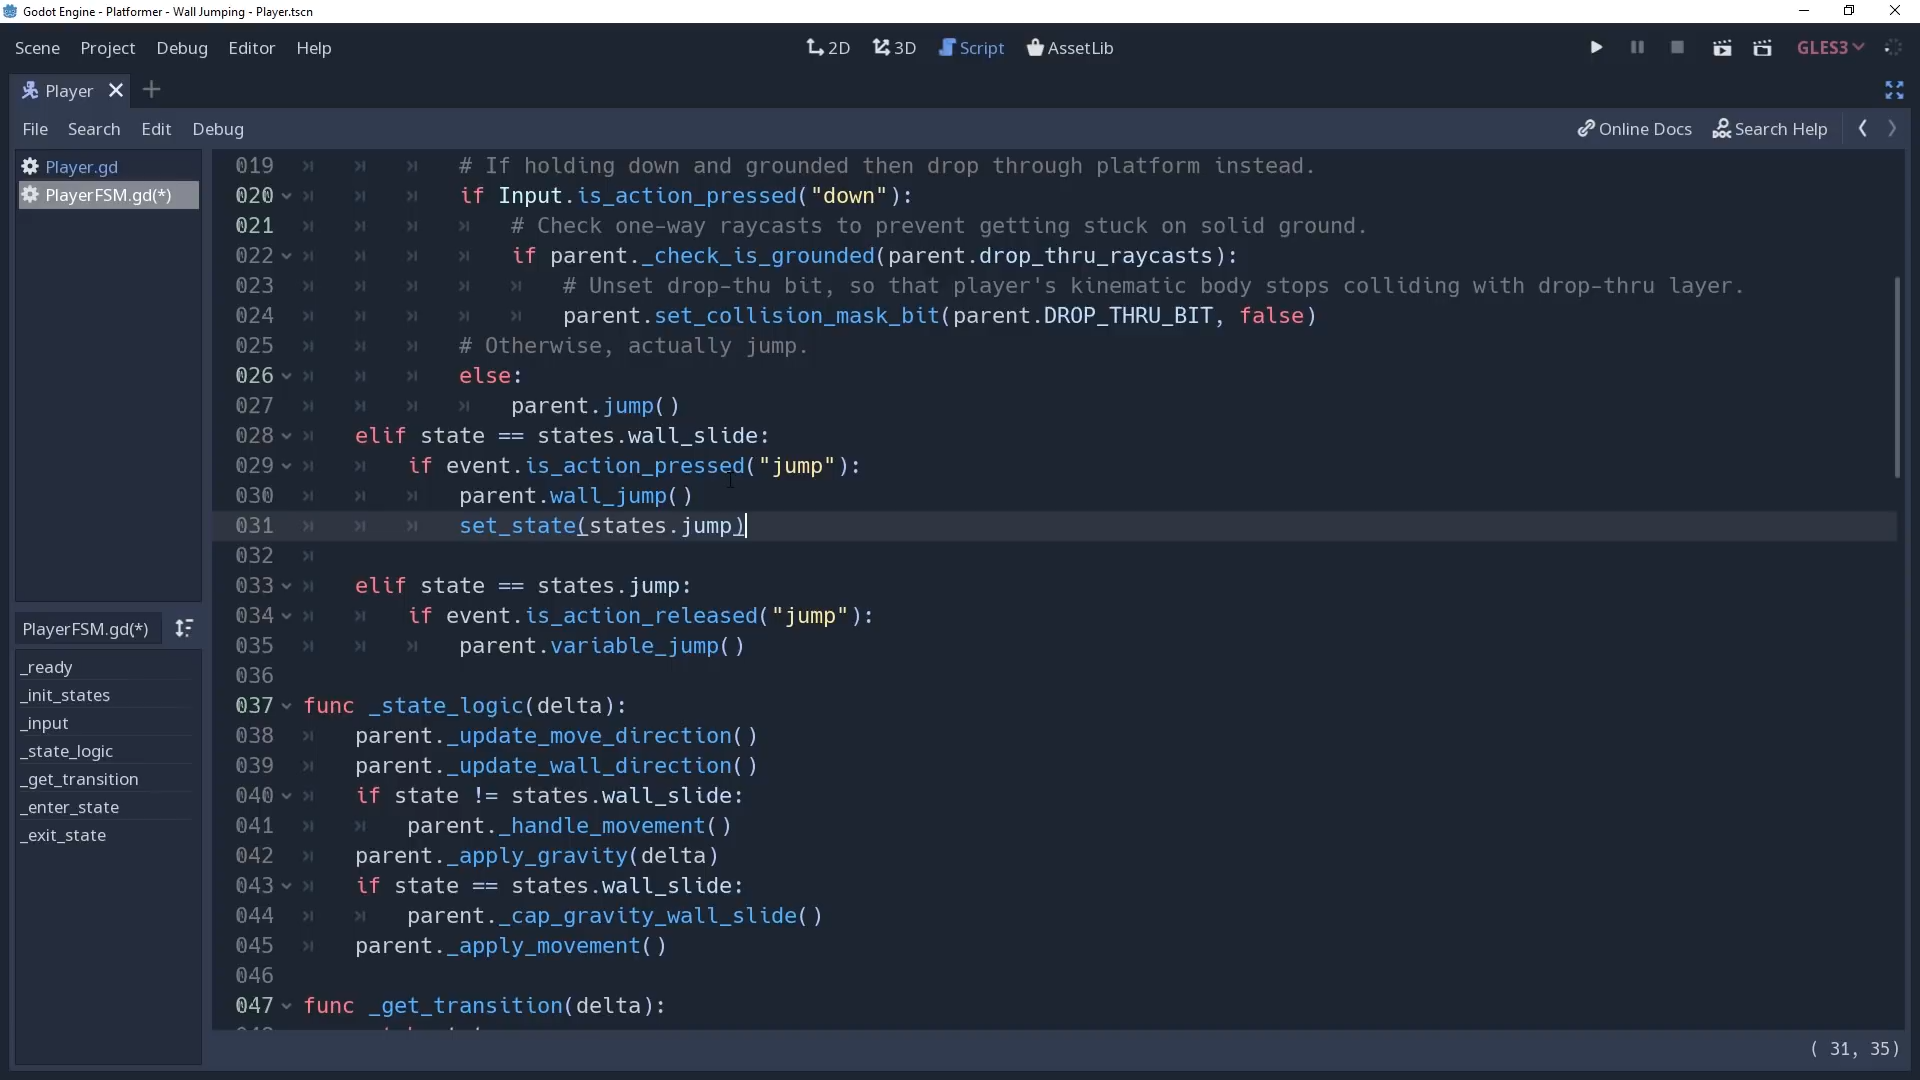 Godot Engine - Platformer - Wall Jumping - Player.tscn
Scene Project Debug Editor Help
2D 3D Script AssetLib
GLES3
Player
File Search Edit Debug
Online Docs Search Help
Player.gd
PlayerFSM.gd(*)
PlayerFSM.gd(*)
_ready
_init_states
_input
_state_logic
_get_transition
_enter_state
_exit_state
019 # If holding down and grounded then drop through platform instead.
020 if Input.is_action_pressed("down"):
021 # Check one-way raycasts to prevent getting stuck on solid ground.
022 if parent._check_is_grounded(parent.drop_thru_raycasts):
023 # Unset drop-thu bit, so that player's kinematic body stops colliding with drop-thru layer.
024 parent.set_collision_mask_bit(parent.DROP_THRU_BIT, false)
025 # Otherwise, actually jump.
026 else:
027 parent.jump()
028 elif state == states.wall_slide:
029 if event.is_action_pressed("jump"):
030 parent.wall_jump()
031 set_state(states.jump)
032
033 elif state == states.jump:
034 if event.is_action_released("jump"):
035 parent.variable_jump()
036
037 func _state_logic(delta):
038 parent._update_move_direction()
039 parent._update_wall_direction()
040 if state != states.wall_slide:
041 parent._handle_movement()
042 parent._apply_gravity(delta)
043 if state == states.wall_slide:
044 parent._cap_gravity_wall_slide()
045 parent._apply_movement()
046
047 func _get_transition(delta):
( 31, 35)